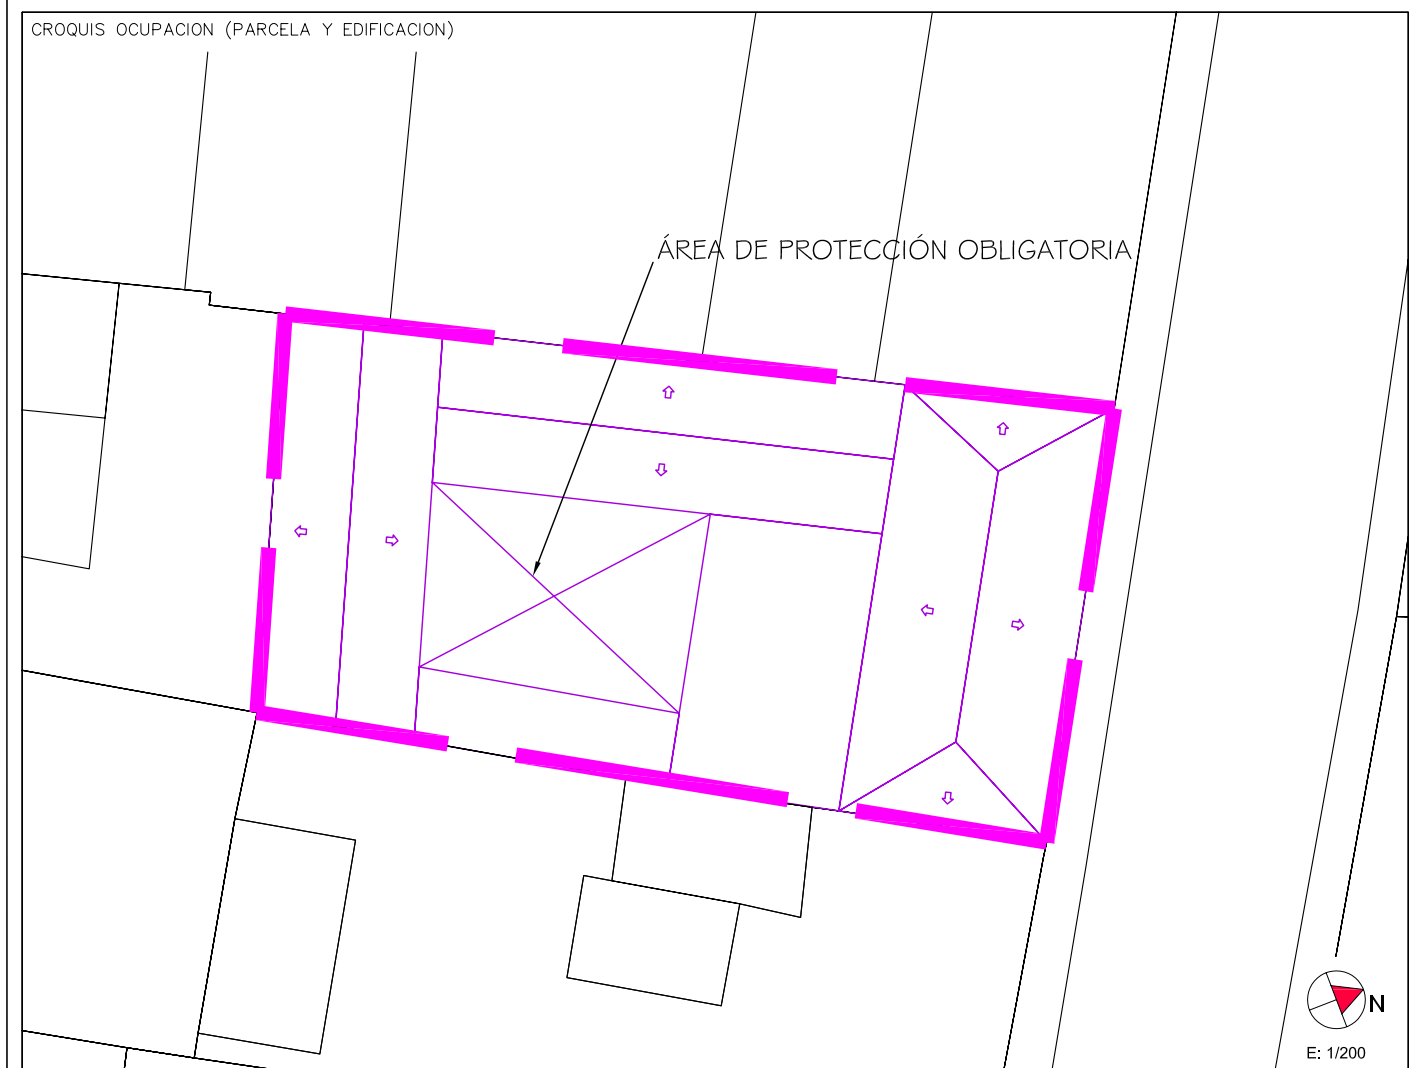 CROQUIS OCUPACION (PARCELA Y EDIFICACION)
ÁREA DE PROTECCIÓN OBLIGATORIA
N
E: 1/200